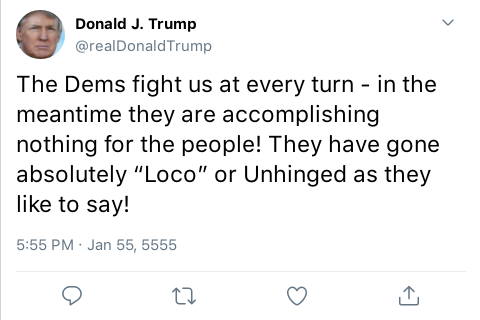 Donald J. Trump
@realDonaldTrump
The Dems fight us at every turn - in the
meantime they are accomplishing
nothing for the people! They have gone
absolutely “Loco” or Unhinged as they
like to say!
5:55 PM · Jan 55, 5555